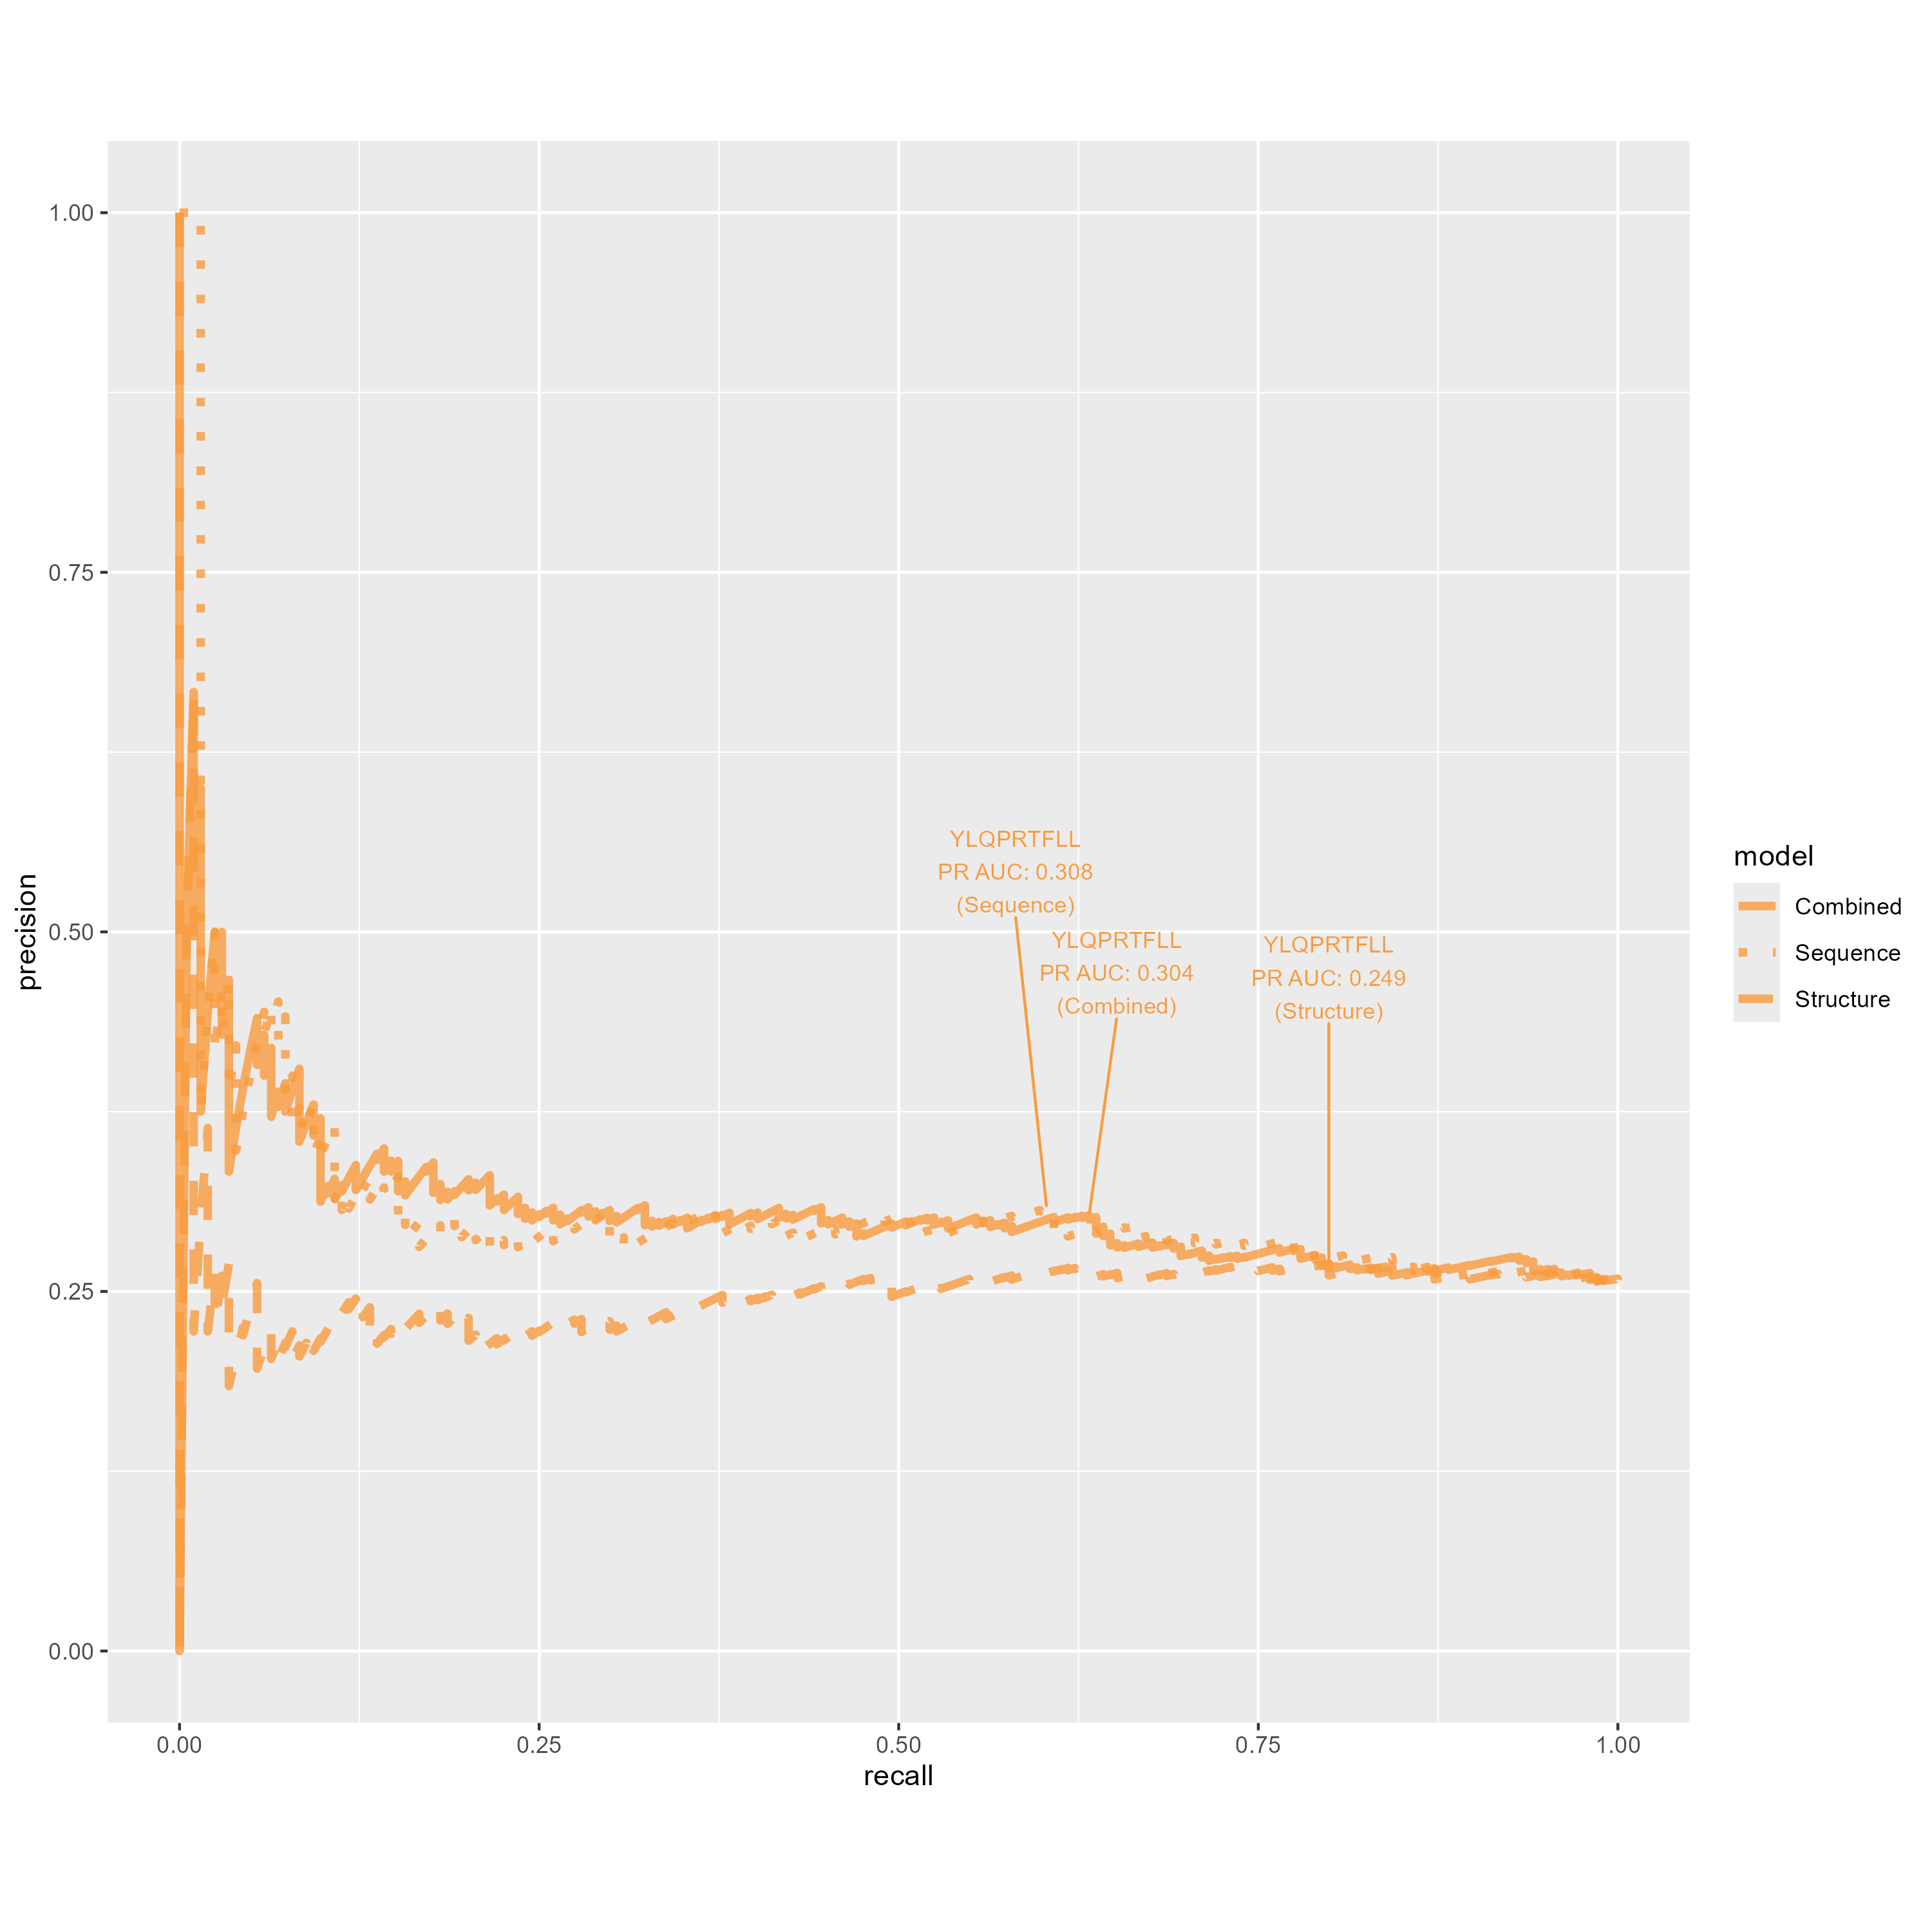 1.00
0.75
0.50
0.25
0.00
precision
YLQPRTFLL
PR AUC: 0.308
(Sequence)
YLQPRTFLL
PR AUC: 0.304
(Combined)
YLQPRTFLL
PR AUC: 0.249
(Structure)
0.00
0.25
0.50
0.75
1.00
recall
model
Combined
Sequence
Structure